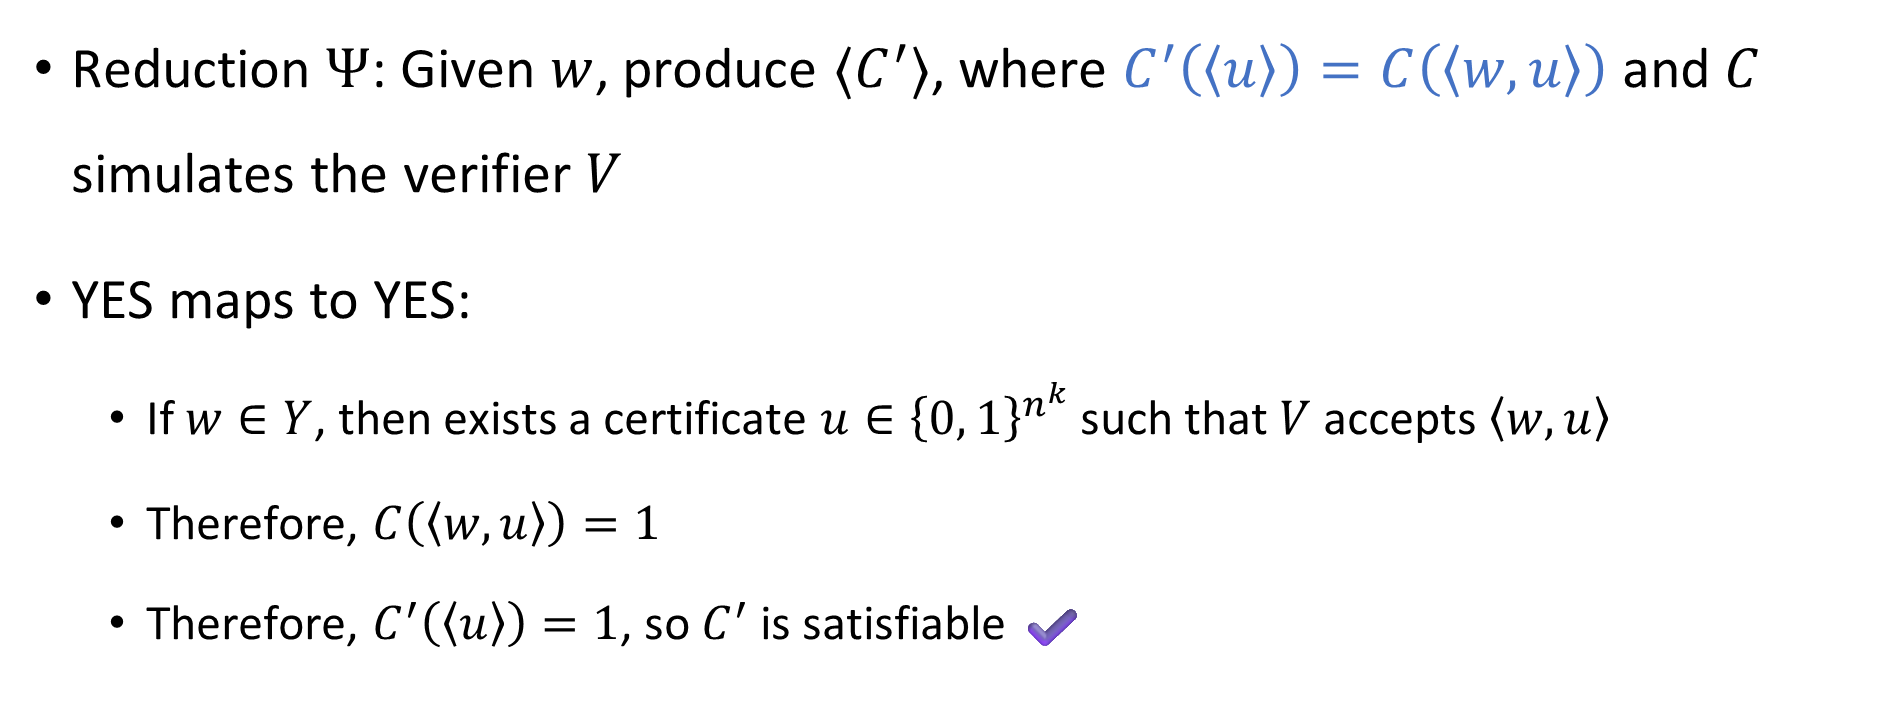 • Reduction Ψ: Given w, produce ⟨C′⟩, where C′(⟨u⟩) = C(⟨w, u⟩) and C
simulates the verifier V
• YES maps to YES:
• If w ∈ Y, then exists a certificate u ∈ {0, 1}^{n^k} such that V accepts ⟨w, u⟩
• Therefore, C(⟨w, u⟩) = 1
• Therefore, C′(⟨u⟩) = 1, so C′ is satisfiable ✔